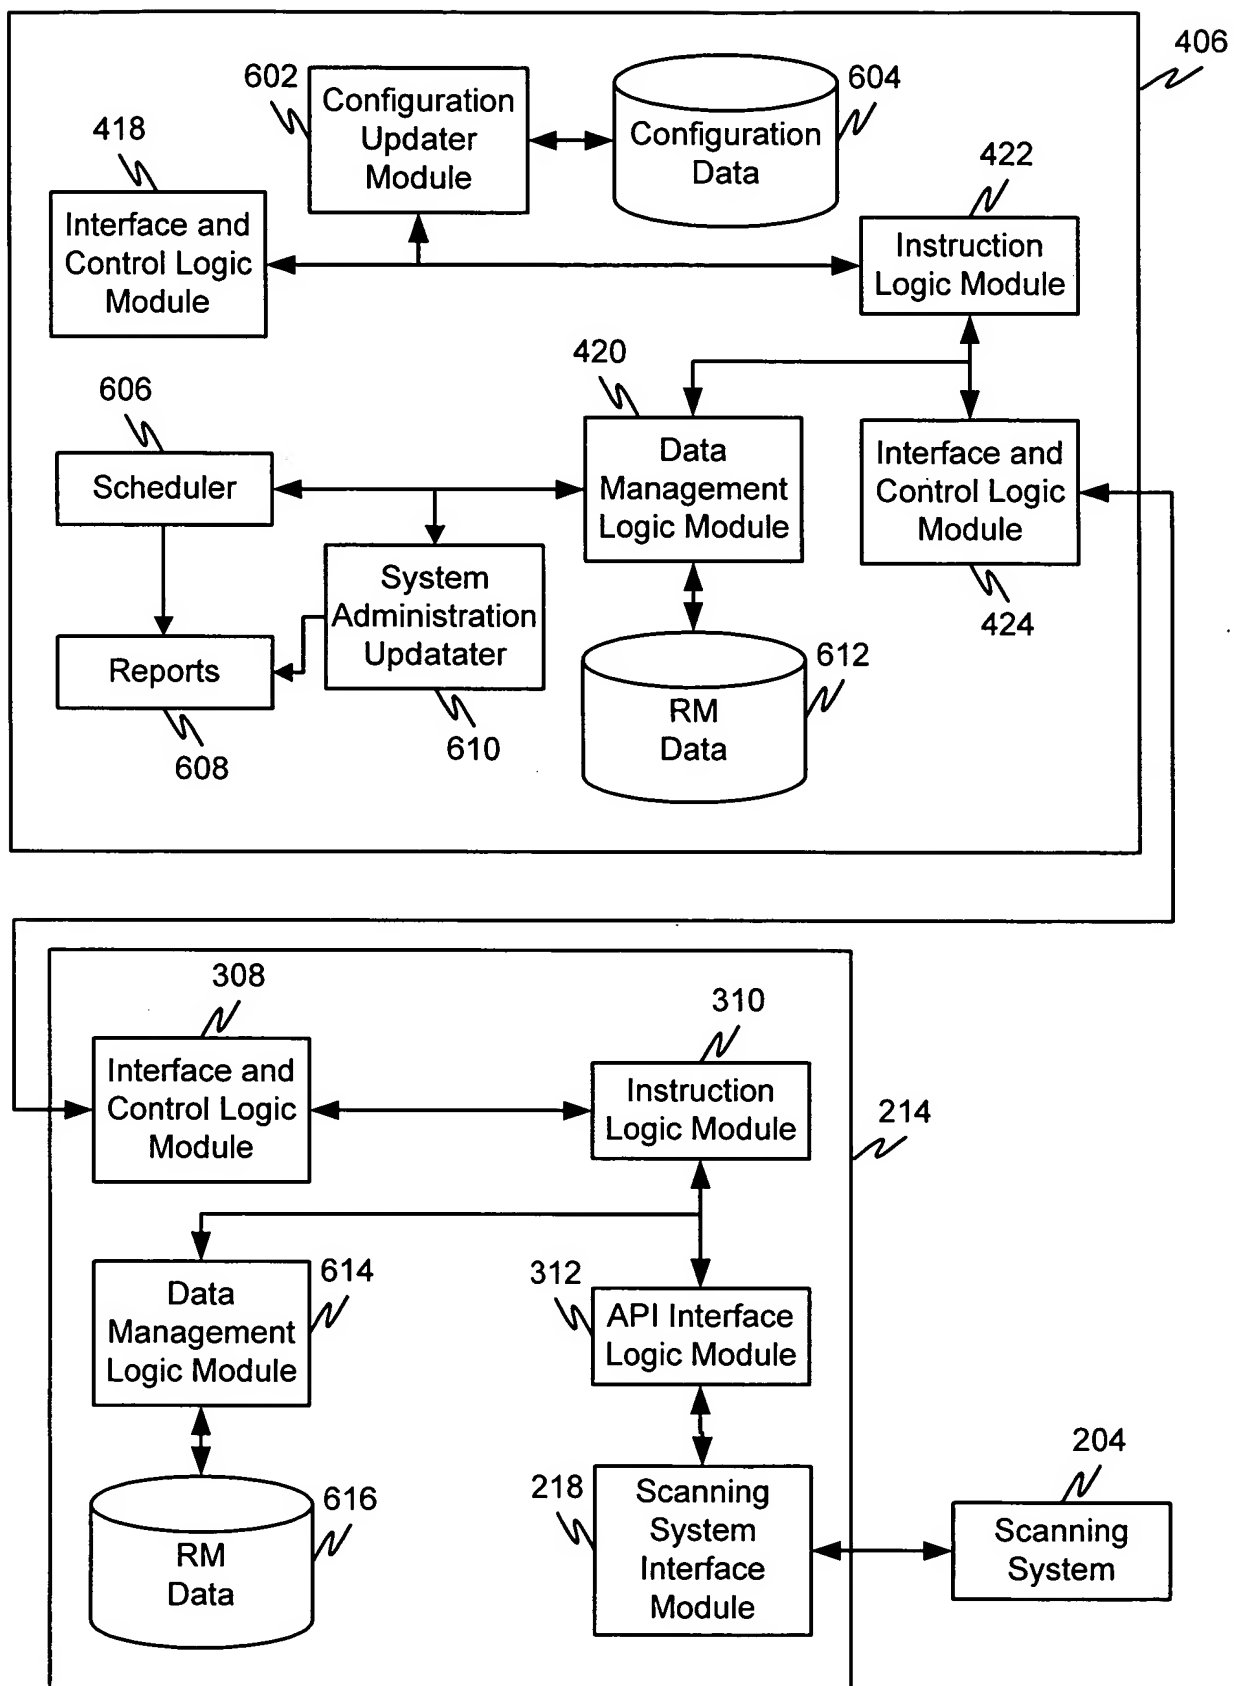 406
602
Configuration
Updater
Module
Configuration
Data
604
418
Interface and
Control Logic
Module
422
Instruction
Logic Module
420
606
Scheduler
Data
Management
Logic Module
Interface and
Control Logic
Module
System
Administration
Updatater
424
Reports
612
RM
Data
608
610
308
Interface and
Control Logic
Module
310
Instruction
Logic Module
214
Data
Management
Logic Module
614
312
API Interface
Logic Module
204
RM
Data
616
218
Scanning
System
Interface
Module
Scanning
System